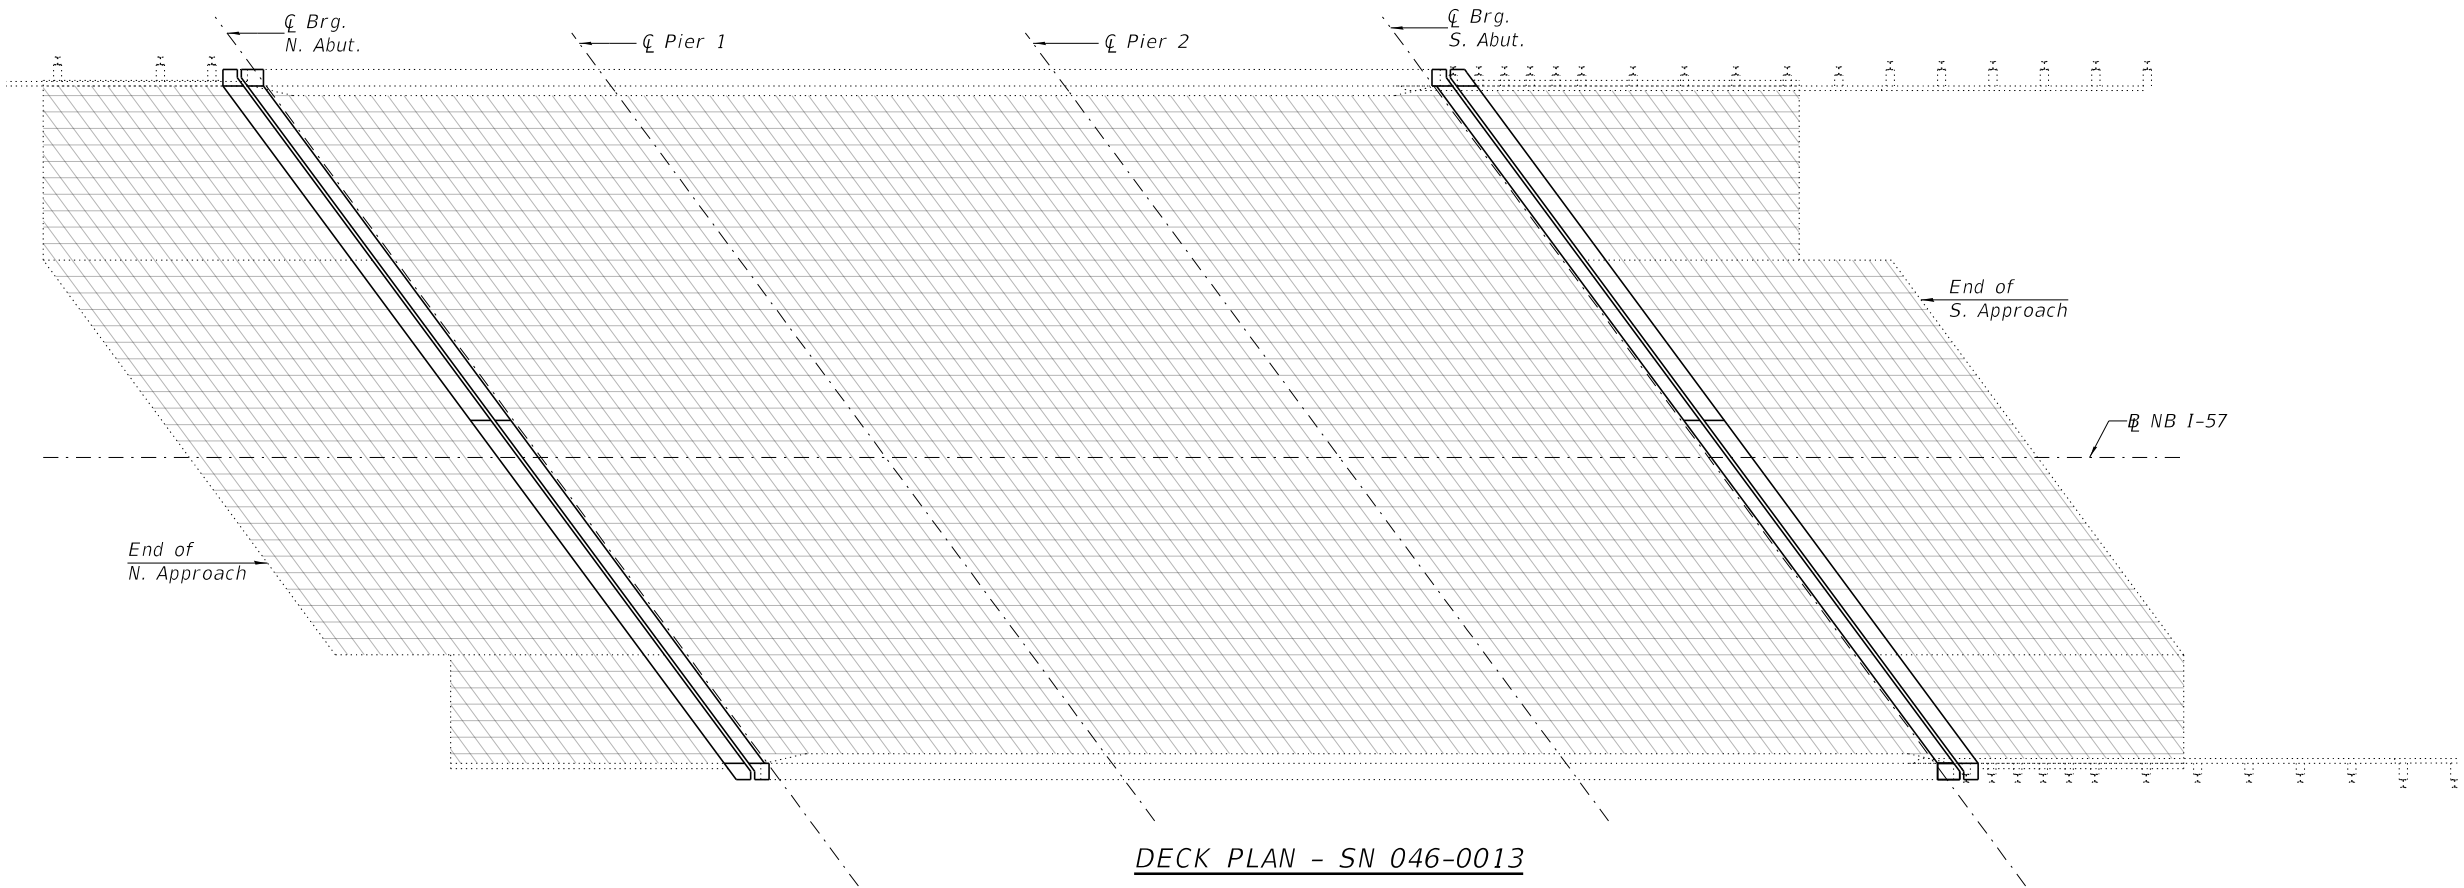 ℄ Brg.
N. Abut.
℄ Pier 1
℄ Pier 2
℄ Brg.
S. Abut.
End of
S. Approach
BL NB I-57
End of
N. Approach
DECK PLAN - SN 046-0013